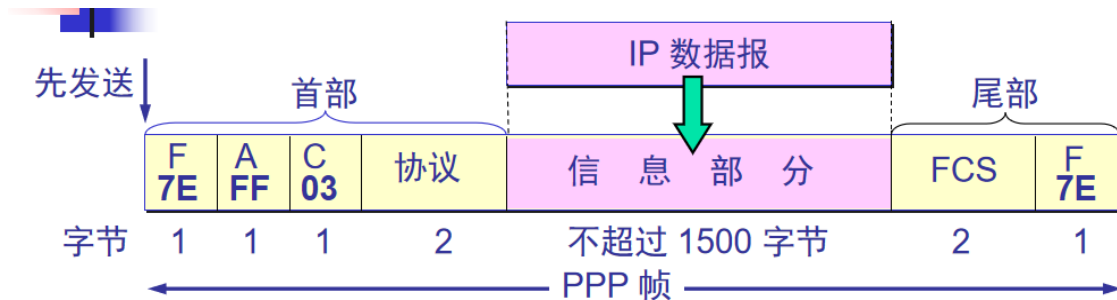 IP 数据报
先发送
首部
尾部
F A C 协议 信 息 部 分 FCS F
7E FF 03 7E
字节 1 1 1 2 不超过 1500 字节 2 1
PPP 帧